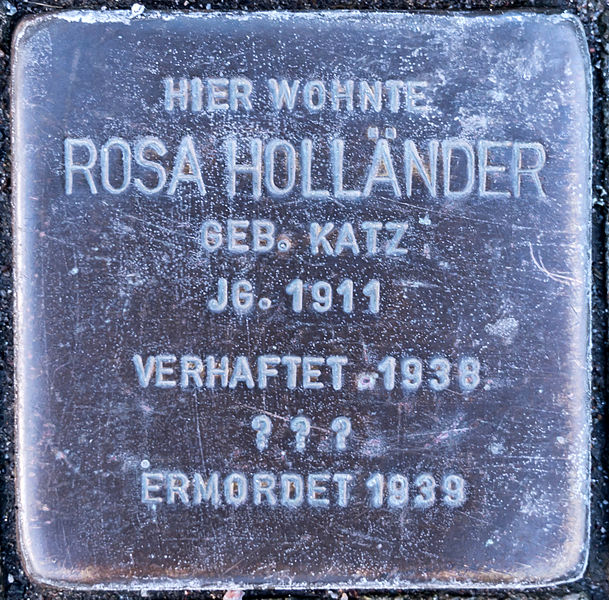 HIER WOHNTE
ROSA HOLLÄNDER
GEB. KATZ
JG. 1911
VERHAFTET 1938
? ? ?
ERMORDET 1939